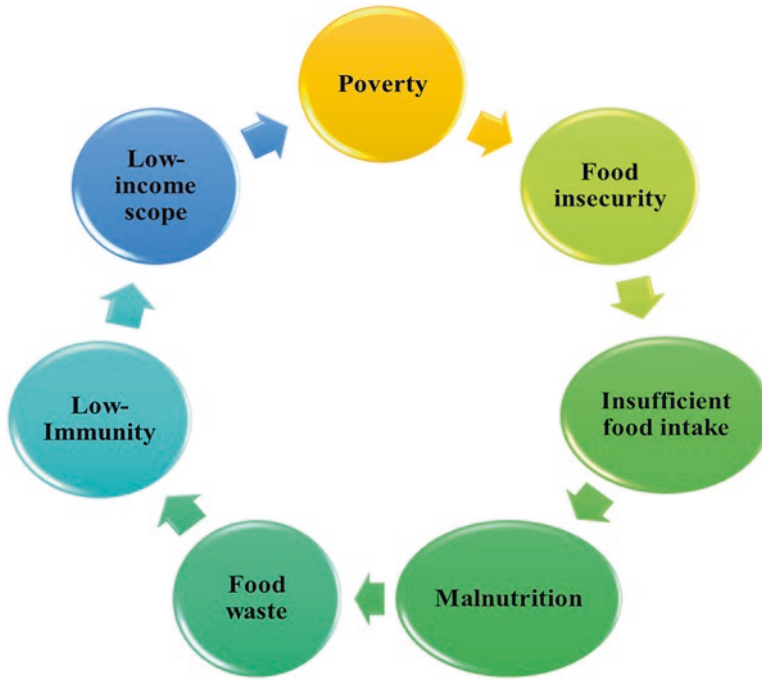 Poverty
Food
insecurity
Insufficient
food intake
Malnutrition
Food
waste
Low-
Immunity
Low-
income
scope